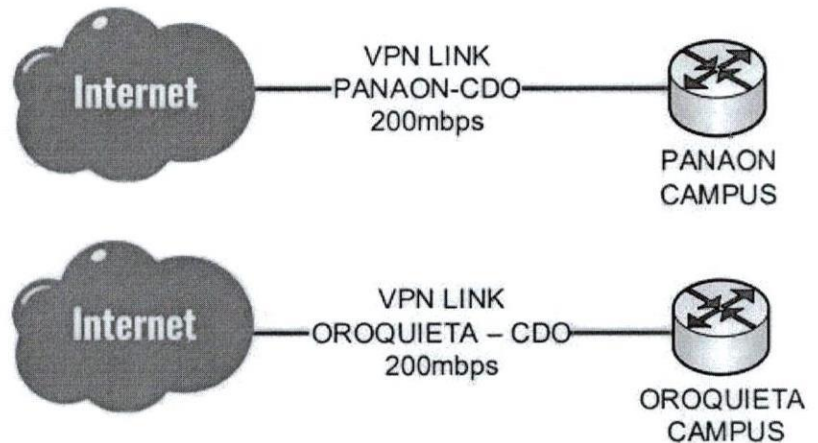 Internet
VPN LINK
PANAON-CDO
200mbps
PANAON
CAMPUS
Internet
VPN LINK
OROQUIETA – CDO
200mbps
OROQUIETA
CAMPUS